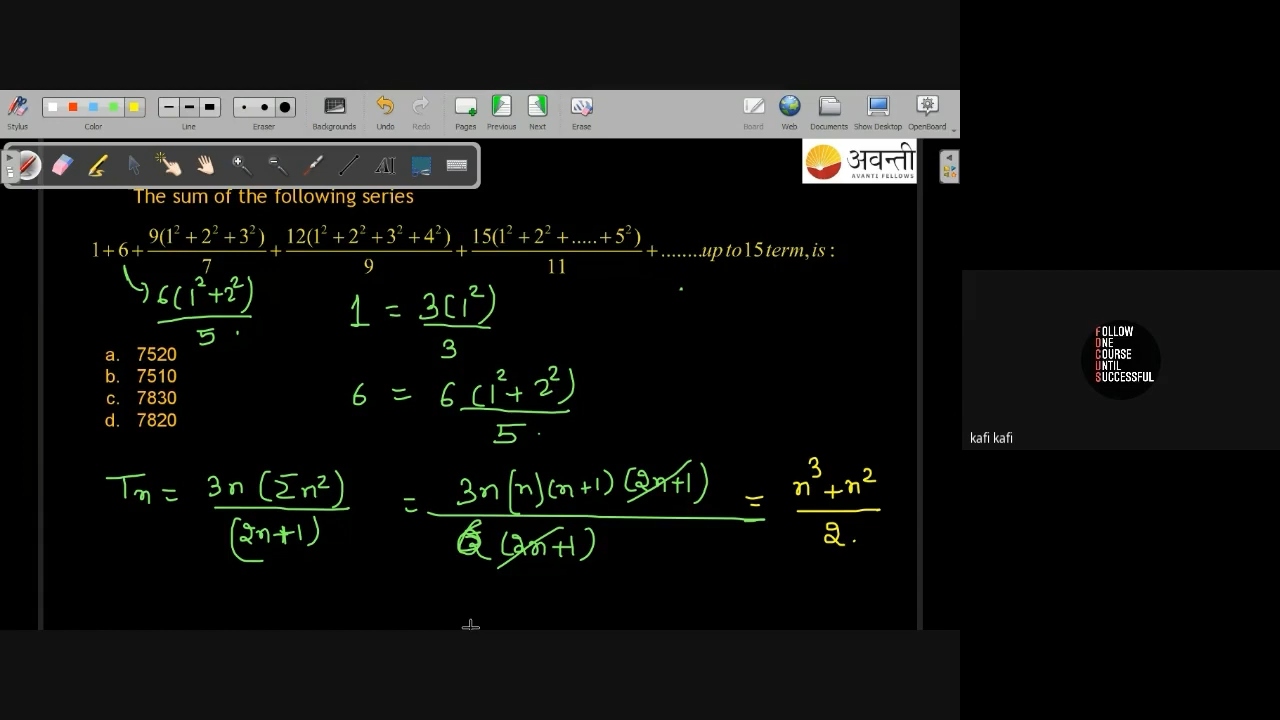 Stylus Color Line Eraser Backgrounds Undo Redo Pages Previous Next Erase Board Web Documents Show Desktop OpenBoard
अवन्ती
AVANTI FELLOWS
The sum of the following series
1 + 6 + 9(1² + 2² + 3²)/7 + 12(1² + 2² + 3² + 4²)/9 + 15(1² + 2² + ..... + 5²)/11 + ........up to 15 term, is :
6(1² + 2²)/5
1 = 3(1²)/3
a. 7520
b. 7510
c. 7830
d. 7820
6 = 6(1² + 2²)/5
Tn = 3n(Σn²)/(2n+1) = 3n(n)(n+1)(2n+1)/2(2n+1) = n³+n²/2
FOLLOW
ONE
COURSE
UNTIL
SUCCESSFUL
kafi kafi